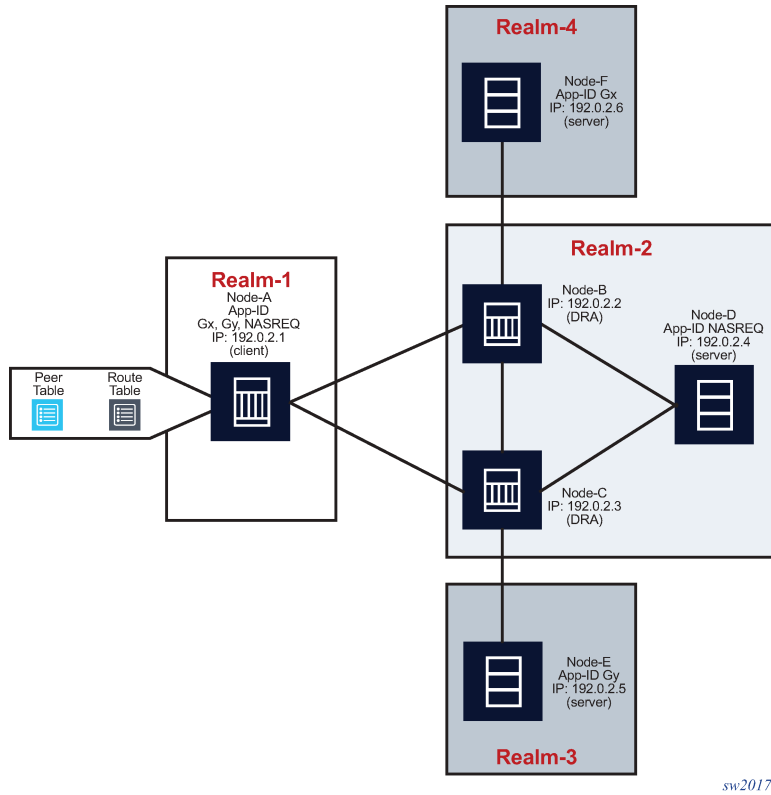 Realm-4
Node-F
App-ID Gx
IP: 192.0.2.6
(server)
Realm-2
Node-B
IP: 192.0.2.2
(DRA)
Node-D
App-ID NASREQ
IP: 192.0.2.4
(server)
Realm-1
Node-A
App-ID
Gx, Gy, NASREQ
IP: 192.0.2.1
(client)
Peer
Table
Route
Table
Node-C
IP: 192.0.2.3
(DRA)
Node-E
App-ID Gy
IP: 192.0.2.5
(server)
Realm-3
sw2017